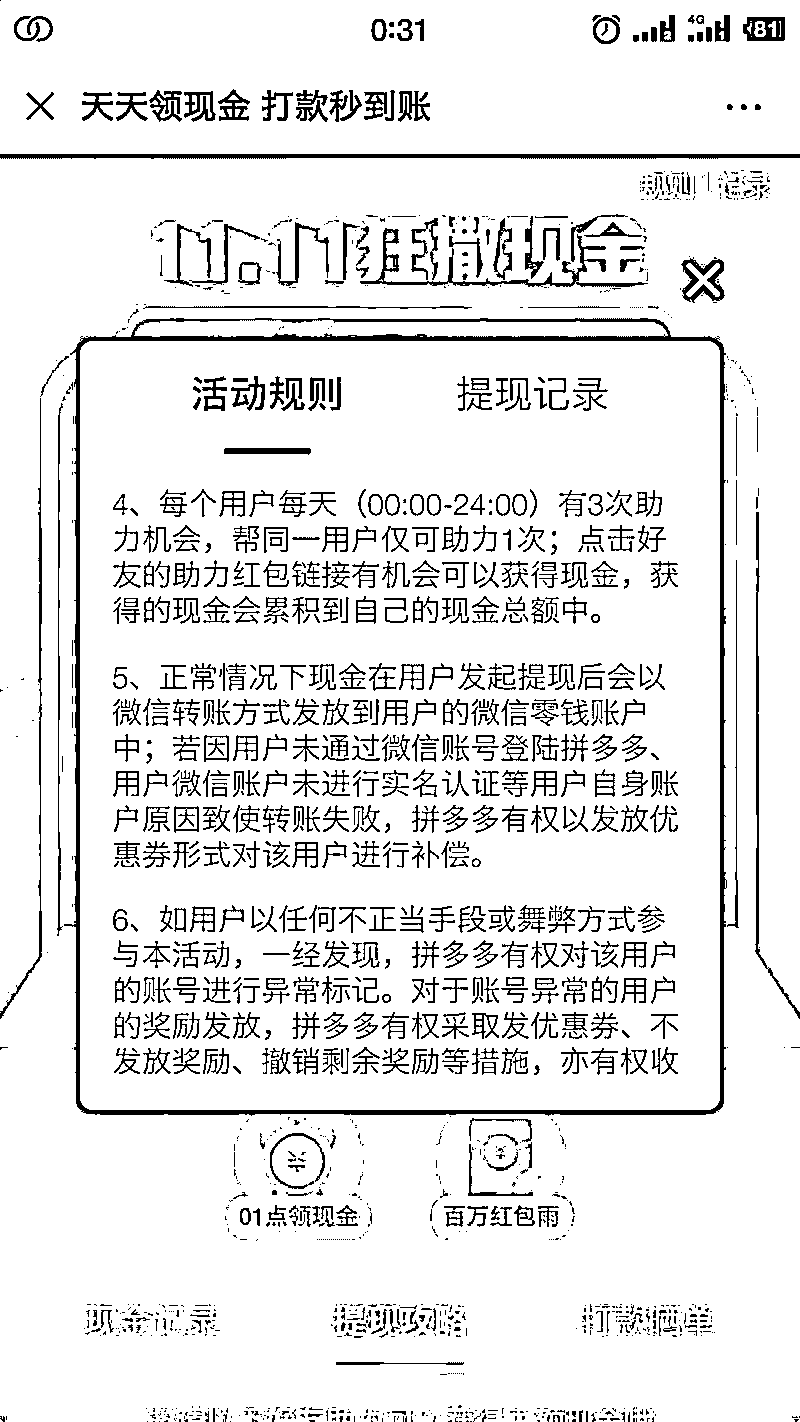 0:31
4G
81
天天领现金 打款秒到账
规则 | 记录
11.11狂撒现金
活动规则
提现记录
4、每个用户每天（00:00-24:00）有3次助
力机会，帮同一用户仅可助力1次；点击好
友的助力红包链接有机会可以获得现金，获
得的现金会累积到自己的现金总额中。
5、正常情况下现金在用户发起提现后会以
微信转账方式发放到用户的微信零钱账户
中；若因用户未通过微信账号登陆拼多多、
用户微信账户未进行实名认证等用户自身账
户原因致使转账失败，拼多多有权以发放优
惠券形式对该用户进行补偿。
6、如用户以任何不正当手段或舞弊方式参
与本活动，一经发现，拼多多有权对该用户
的账号进行异常标记。对于账号异常的用户
的奖励发放，拼多多有权采取发优惠券、不
发放奖励、撤销剩余奖励等措施，亦有权收
01点领现金
百万红包雨
现金记录
提现攻略
打款晒单